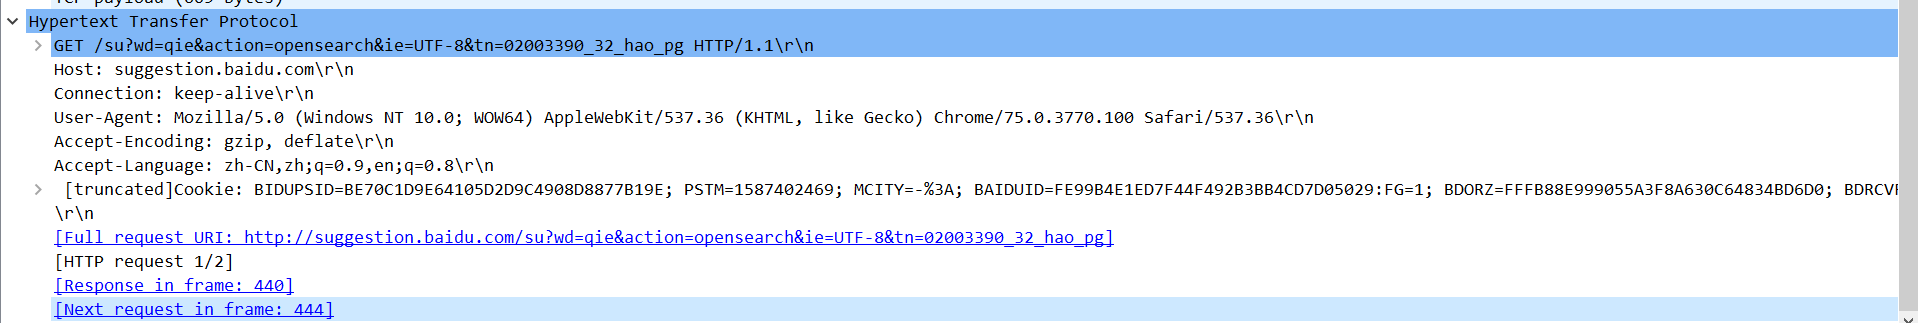 Hypertext Transfer Protocol
GET /su?wd=qie&action=opensearch&ie=UTF-8&tn=02003390_32_hao_pg HTTP/1.1\r\n
Host: suggestion.baidu.com\r\n
Connection: keep-alive\r\n
User-Agent: Mozilla/5.0 (Windows NT 10.0; WOW64) AppleWebKit/537.36 (KHTML, like Gecko) Chrome/75.0.3770.100 Safari/537.36\r\n
Accept-Encoding: gzip, deflate\r\n
Accept-Language: zh-CN,zh;q=0.9,en;q=0.8\r\n
[truncated]Cookie: BIDUPSID=BE70C1D9E64105D2D9C4908D8877B19E; PSTM=1587402469; MCITY=-%3A; BAIDUID=FE99B4E1ED7F44F492B3BB4CD7D05029:FG=1; BDORZ=FFFB88E999055A3F8A630C64834BD6D0;
\r\n
[Full request URI: http://suggestion.baidu.com/su?wd=qie&action=opensearch&ie=UTF-8&tn=02003390_32_hao_pg]
[HTTP request 1/2]
[Response in frame: 440]
[Next request in frame: 444]